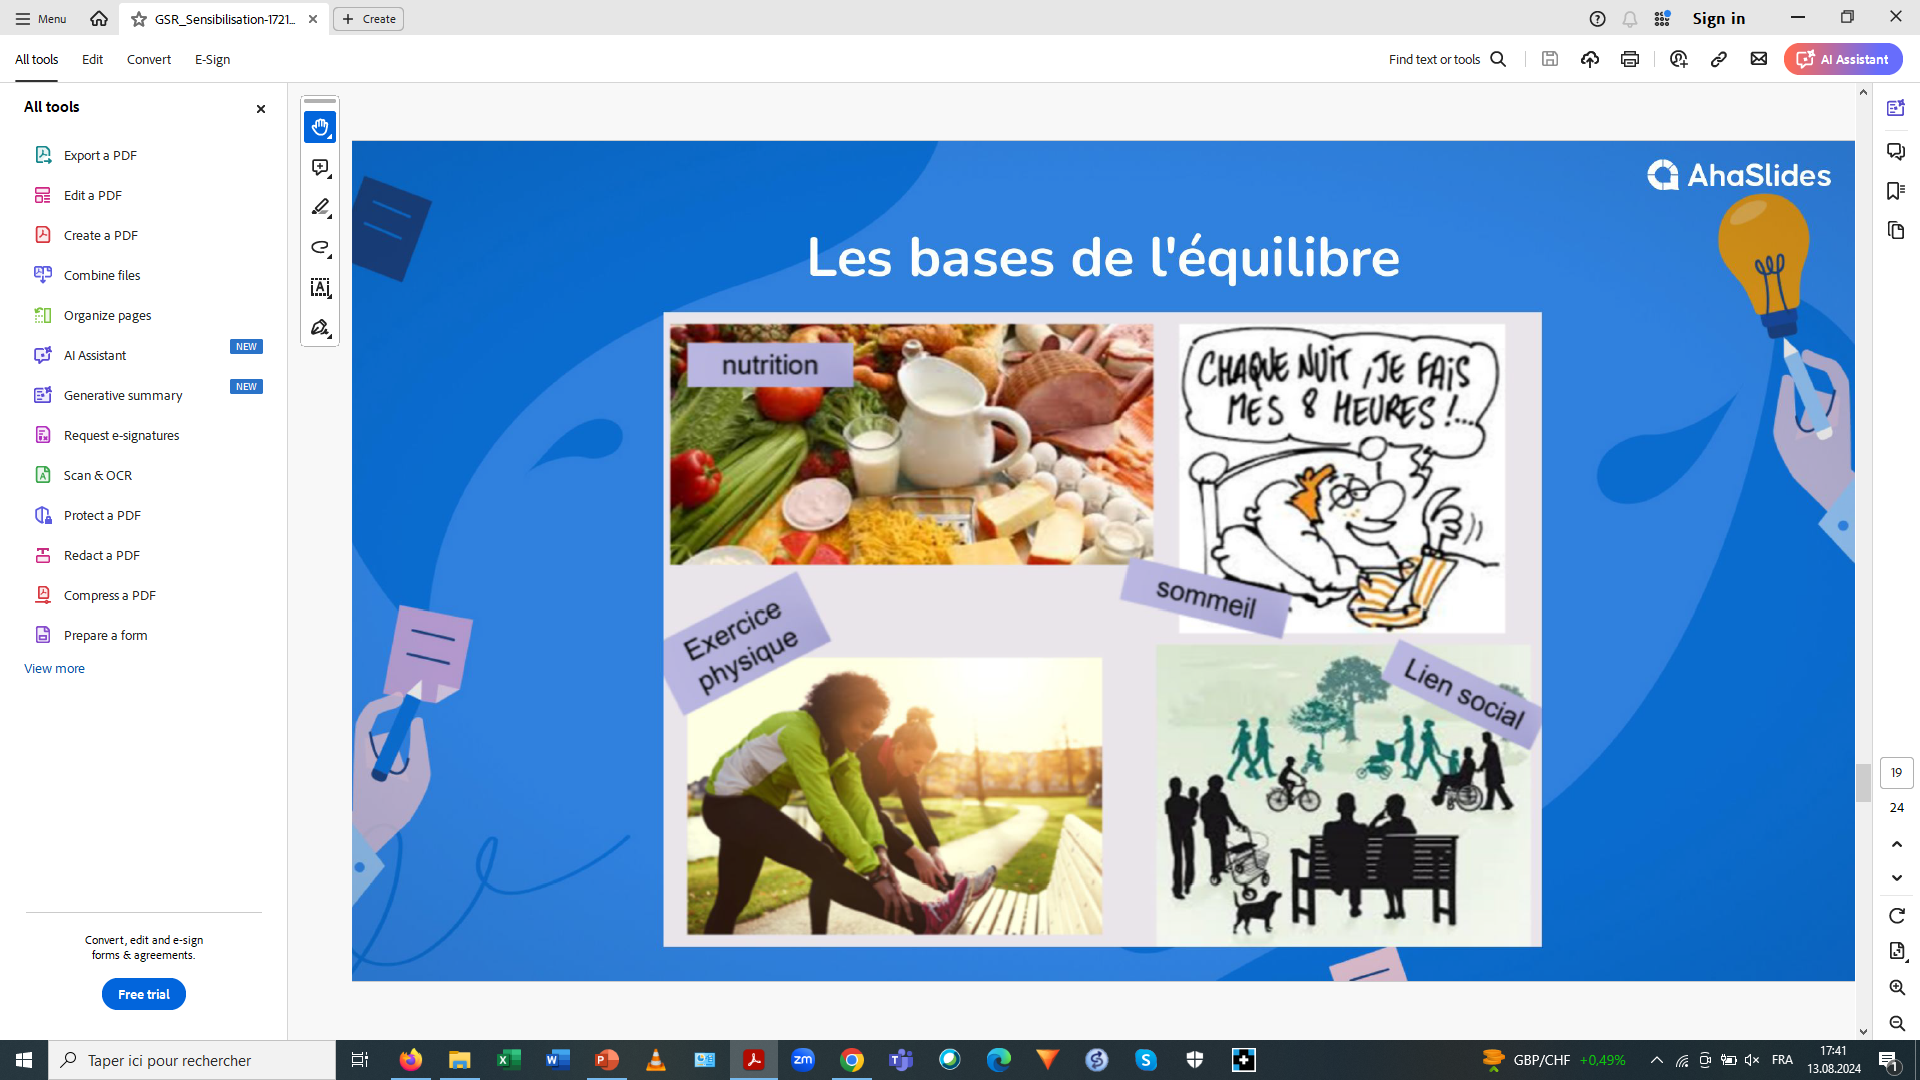 Menu
GSR_Sensibilisation-1721...
Create
Sign in
All tools
Edit
Convert
E-Sign
Find text or tools
AI Assistant
All tools
Export a PDF
Edit a PDF
Create a PDF
Combine files
Organize pages
AI Assistant
NEW
Generative summary
NEW
Request e-signatures
Scan & OCR
Protect a PDF
Redact a PDF
Compress a PDF
Prepare a form
View more
Convert, edit and e-sign
forms & agreements.
Free trial
AhaSlides
Les bases de l'équilibre
nutrition
CHAQUE NUIT, JE FAIS
MES 8 HEURES !...
sommeil
Exercice
physique
Lien social
19
24
Taper ici pour rechercher
zm
GBP/CHF +0,49%
FRA
17:41
13.08.2024
1